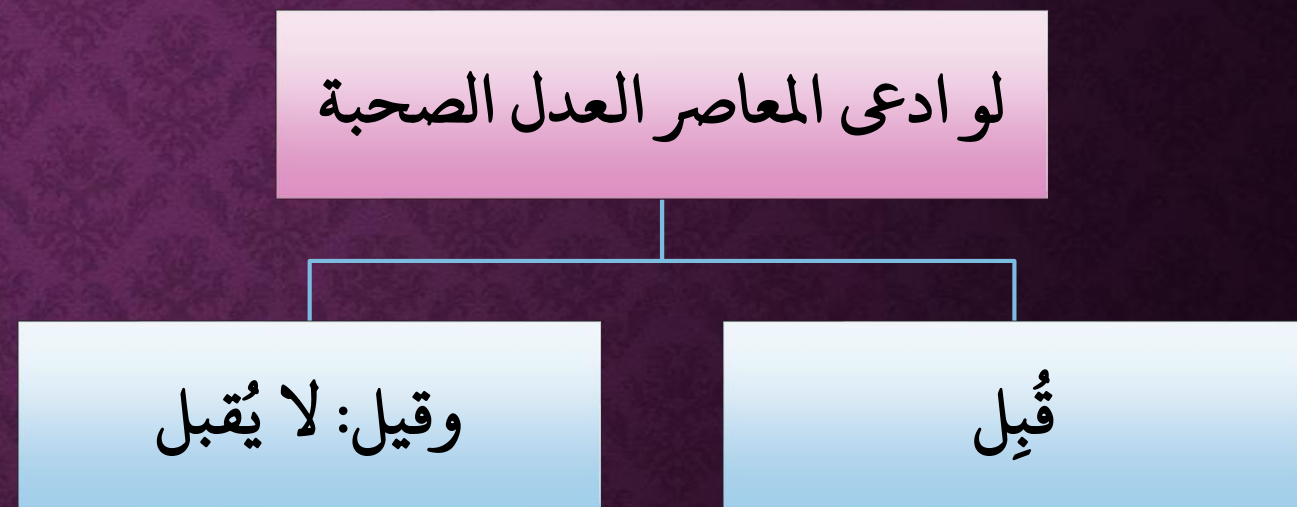 لو ادعى المعاصر العدل الصحبة
قُبِل
وقيل: لا يُقبل